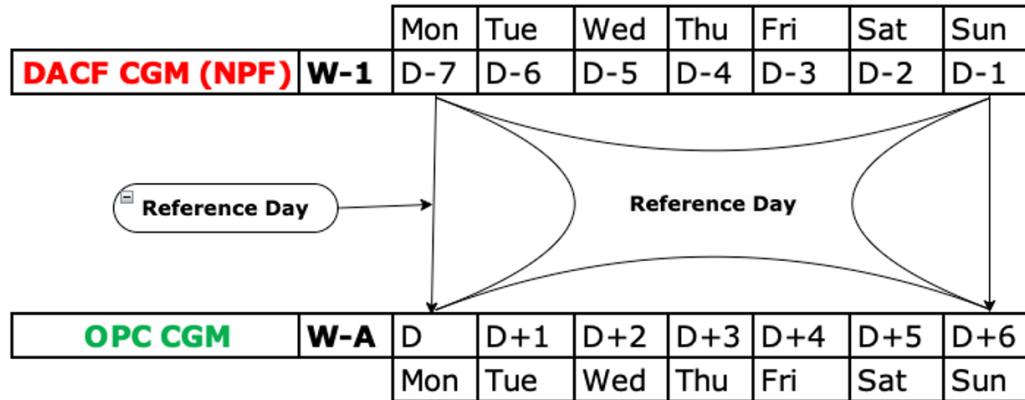 Mon Tue Wed Thu Fri Sat Sun
DACF CGM (NPF) W-1 D-7 D-6 D-5 D-4 D-3 D-2 D-1
Reference Day Reference Day
OPC CGM W-A D D+1 D+2 D+3 D+4 D+5 D+6
Mon Tue Wed Thu Fri Sat Sun